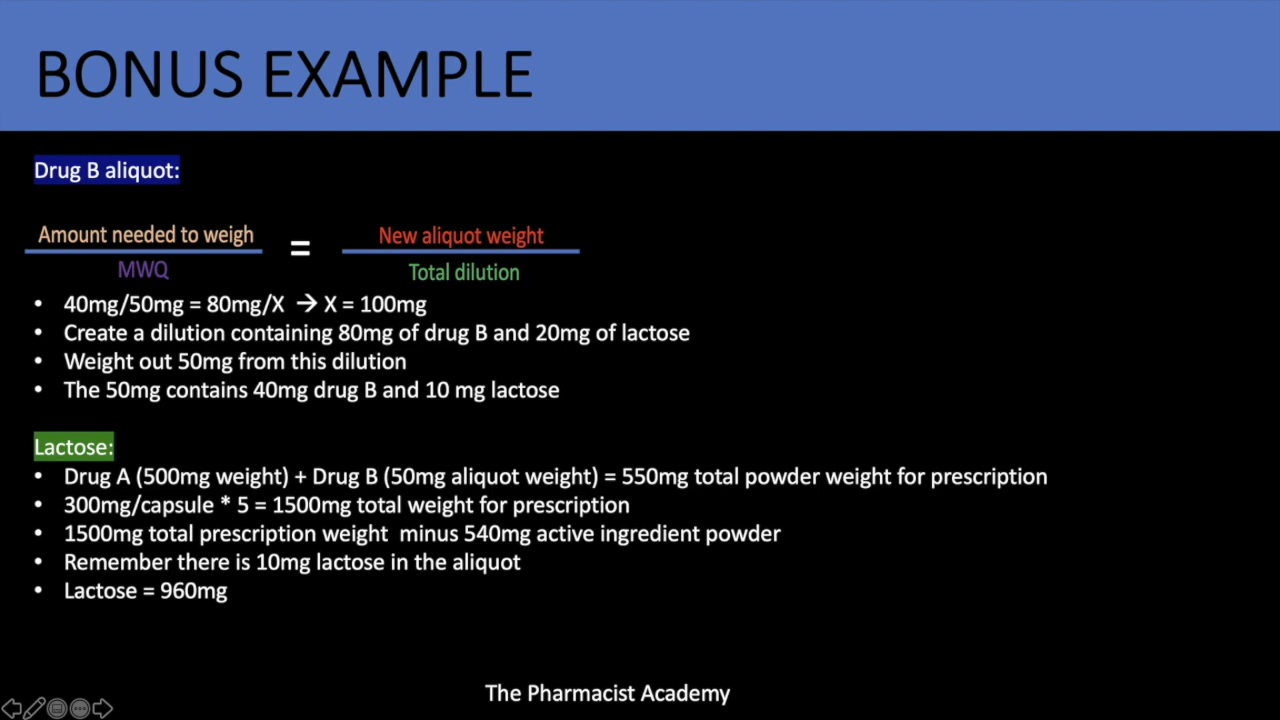 BONUS EXAMPLE
Drug B aliquot:
Amount needed to weigh
MWQ
=
New aliquot weight
Total dilution
• 40mg/50mg = 80mg/X → X = 100mg
• Create a dilution containing 80mg of drug B and 20mg of lactose
• Weight out 50mg from this dilution
• The 50mg contains 40mg drug B and 10 mg lactose
Lactose:
• Drug A (500mg weight) + Drug B (50mg aliquot weight) = 550mg total powder weight for prescription
• 300mg/capsule * 5 = 1500mg total weight for prescription
• 1500mg total prescription weight  minus 540mg active ingredient powder
• Remember there is 10mg lactose in the aliquot
• Lactose = 960mg
The Pharmacist Academy